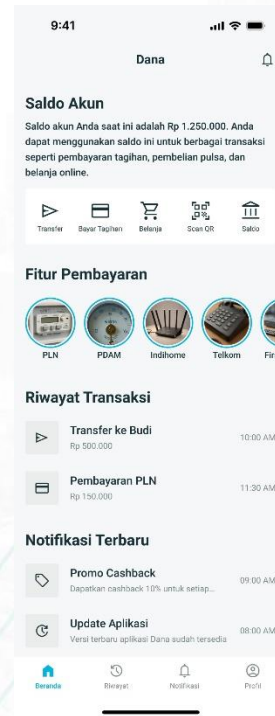 9:41
Dana
Saldo Akun
Saldo akun Anda saat ini adalah Rp 1.250.000. Anda
dapat menggunakan saldo ini untuk berbagai transaksi
seperti pembayaran tagihan, pembelian pulsa, dan
belanja online.
Transfer Bayar Tagihan Belanja Scan QR Saldo
Fitur Pembayaran
PLN PDAM Indihome Telkom Firs
Riwayat Transaksi
Transfer ke Budi
Rp 500.000
10:00 AM
Pembayaran PLN
Rp 150.000
11:30 AM
Notifikasi Terbaru
Promo Cashback
Dapatkan cashback 10% untuk setiap...
09:00 AM
Update Aplikasi
Versi terbaru aplikasi Dana sudah tersedia
08:00 AM
Beranda Riwayat Notifikasi Profil